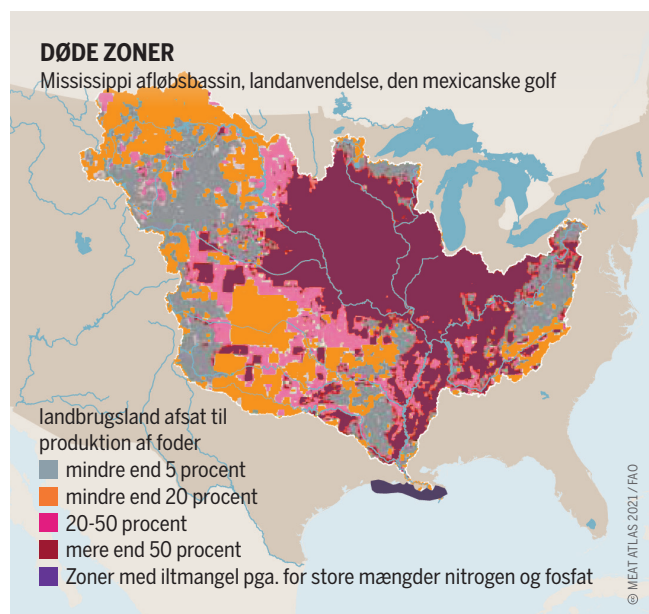 DØDE ZONER
Mississippi afløbsbassin, landanvendelse, den mexicanske golf
landbrugsland afsat til
produktion af foder
mindre end 5 procent
mindre end 20 procent
20-50 procent
mere end 50 procent
Zoner med iltmangel pga. for store mængder nitrogen og fosfat
© MEAT ATLAS 2021 / FAO